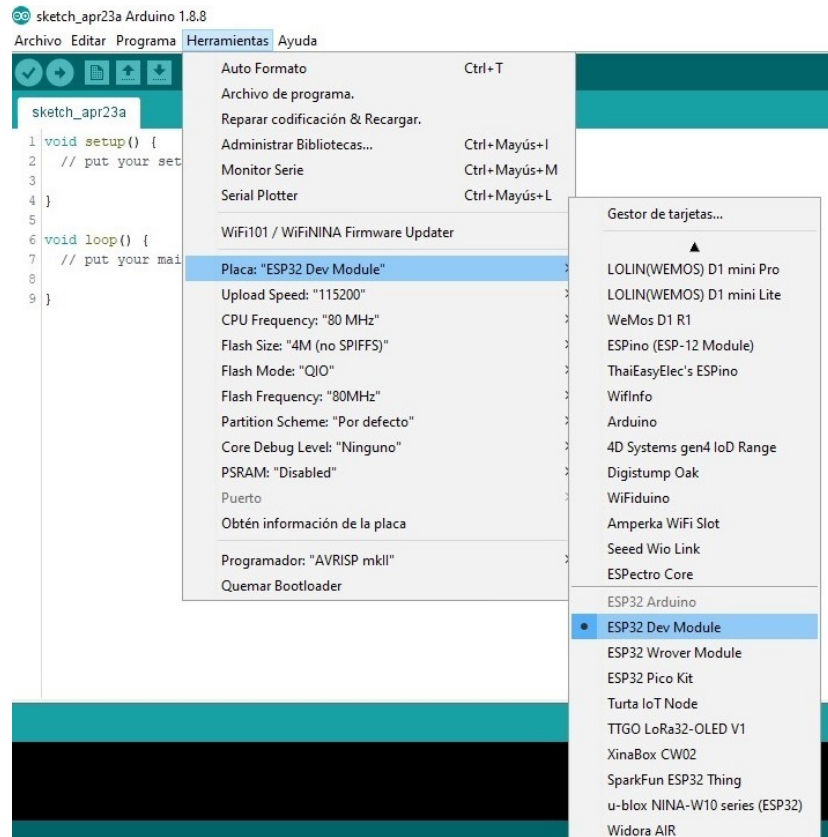 sketch_apr23a Arduino 1.8.8
Archivo Editar Programa Herramientas Ayuda
sketch_apr23a
1 void setup() {
2 // put your set
3
4 }
5
6 void loop() {
7 // put your mai
8
9 }
Auto Formato Ctrl+T
Archivo de programa.
Reparar codificación & Recargar.
Administrar Bibliotecas... Ctrl+Mayús+I
Monitor Serie Ctrl+Mayús+M
Serial Plotter Ctrl+Mayús+L
WiFi101 / WiFiNINA Firmware Updater
Placa: "ESP32 Dev Module"
Upload Speed: "115200"
CPU Frequency: "80 MHz"
Flash Size: "4M (no SPIFFS)"
Flash Mode: "QIO"
Flash Frequency: "80MHz"
Partition Scheme: "Por defecto"
Core Debug Level: "Ninguno"
PSRAM: "Disabled"
Puerto
Obtén información de la placa
Programador: "AVRISP mkII"
Quemar Bootloader
Gestor de tarjetas...
LOLIN(WEMOS) D1 mini Pro
LOLIN(WEMOS) D1 mini Lite
WeMos D1 R1
ESPino (ESP-12 Module)
ThaiEasyElec's ESPino
WifInfo
Arduino
4D Systems gen4 IoD Range
Digistump Oak
WiFiduino
Amperka WiFi Slot
Seeed Wio Link
ESPectro Core
ESP32 Arduino
ESP32 Dev Module
ESP32 Wrover Module
ESP32 Pico Kit
Turta IoT Node
TTGO LoRa32-OLED V1
XinaBox CW02
SparkFun ESP32 Thing
u-blox NINA-W10 series (ESP32)
Widora AIR